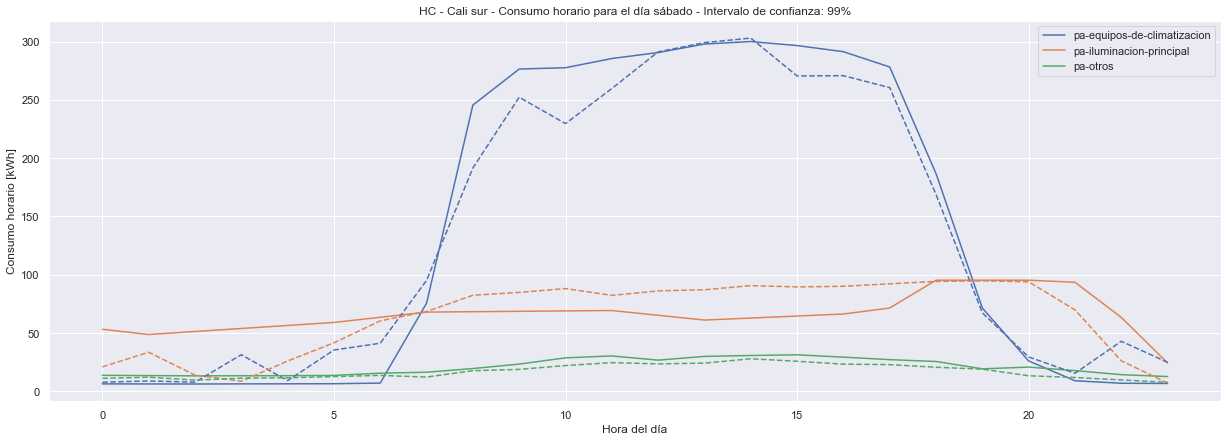 HC - Cali sur - Consumo horario para el día sábado - Intervalo de confianza: 99%
pa-equipos-de-climatizacion
pa-iluminacion-principal
pa-otros
Consumo horario [kWh]
300
250
200
150
100
50
0
0 5 10 15 20
Hora del día